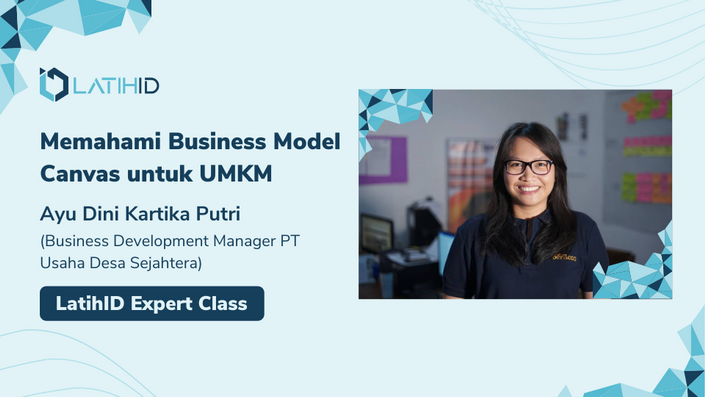 LATIHID
Memahami Business Model
Canvas untuk UMKM
Ayu Dini Kartika Putri
(Business Development Manager PT
Usaha Desa Sejahtera)
LatihID Expert Class